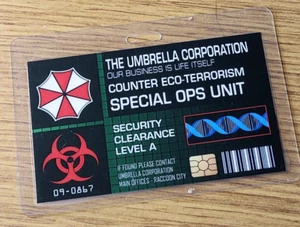 THE UMBRELLA CORPORATION
OUR BUSINESS IS LIFE ITSELF
COUNTER ECO-TERRORISM
SPECIAL OPS UNIT
SECURITY
CLEARANCE
LEVEL A
09-0867
IF FOUND PLEASE CONTACT
UMBRELLA CORPORATION
MAIN OFFICES - RACCOON CITY